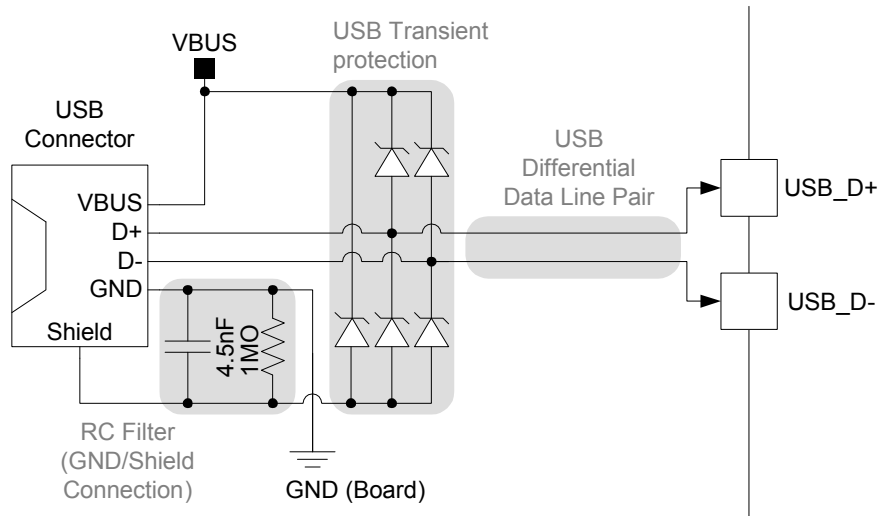 USB Transient
protection
VBUS
USB
Connector
USB
Differential
Data Line Pair
VBUS
D+
D-
GND
Shield
USB_D+
USB_D-
4.5nF
1MO
RC Filter
(GND/Shield
Connection)
GND (Board)